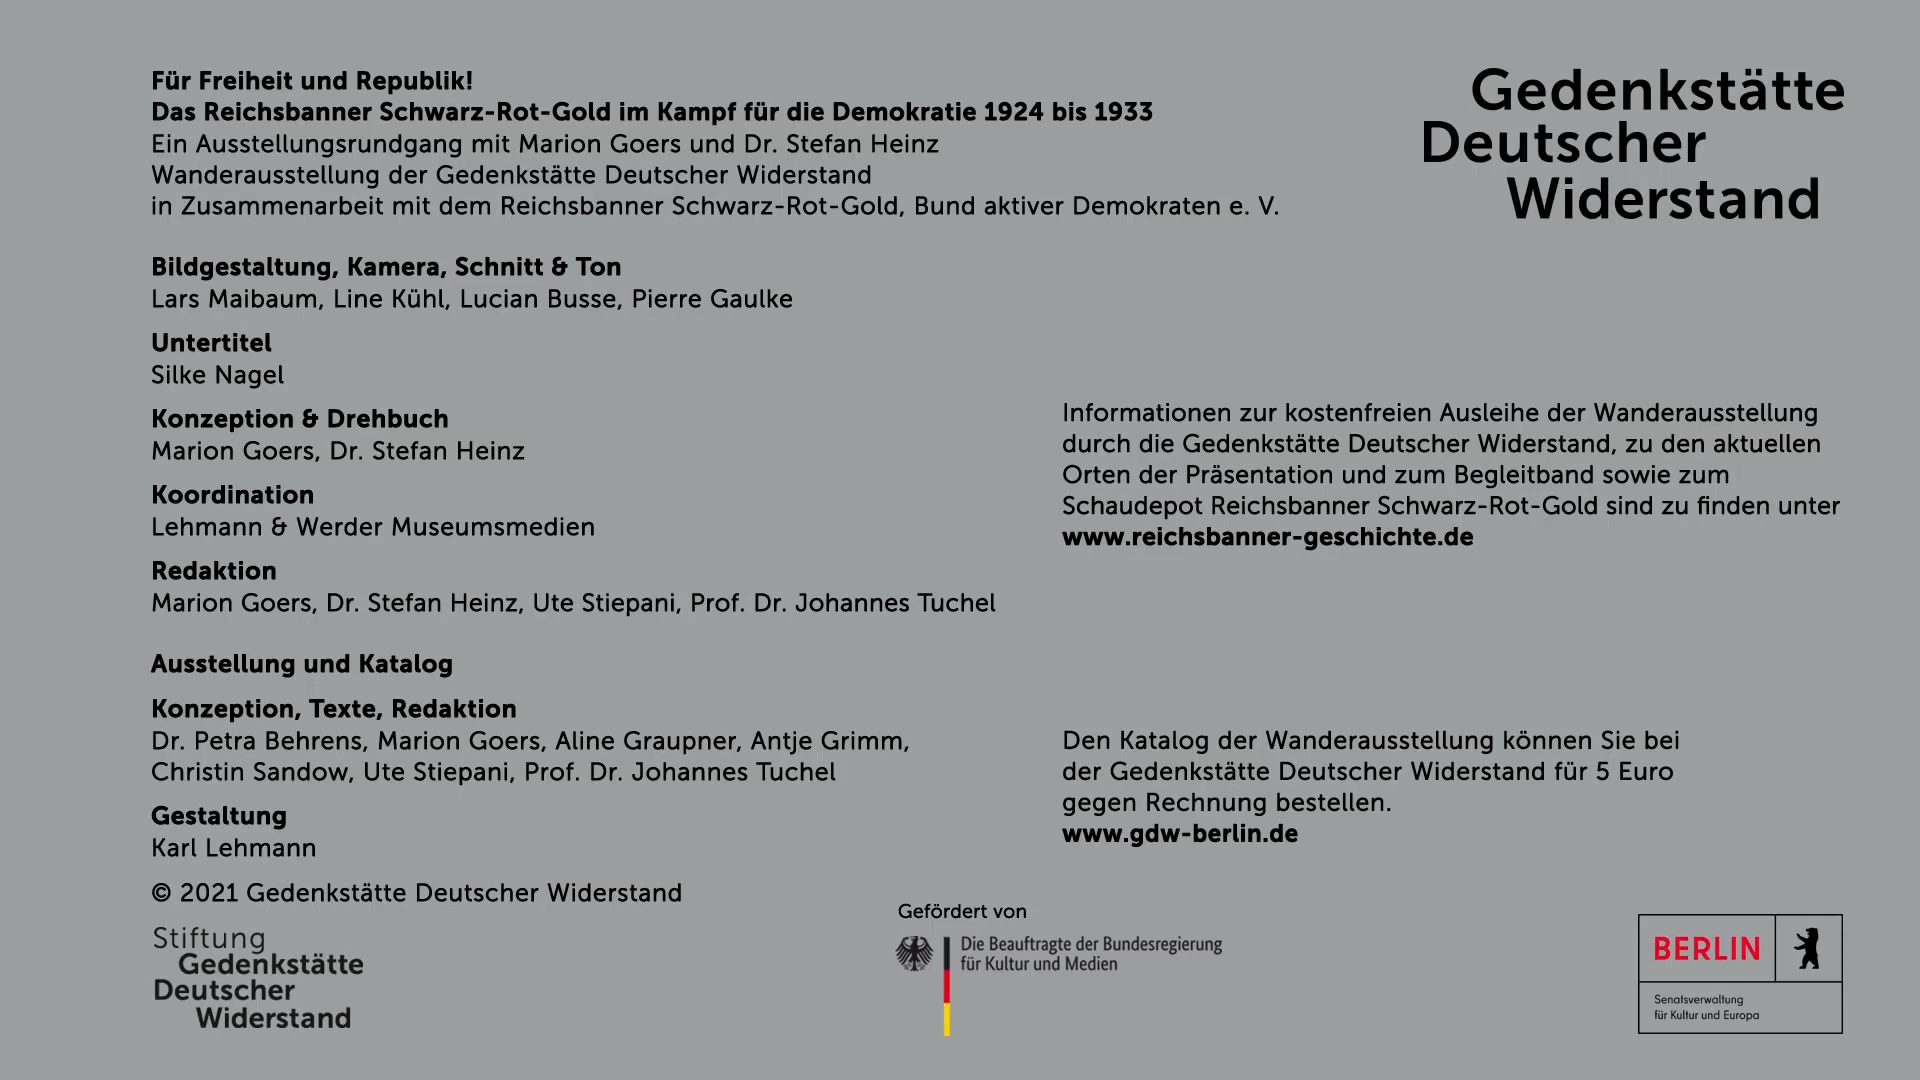 Für Freiheit und Republik!
Das Reichsbanner Schwarz-Rot-Gold im Kampf für die Demokratie 1924 bis 1933
Ein Ausstellungsrundgang mit Marion Goers und Dr. Stefan Heinz
Wanderausstellung der Gedenkstätte Deutscher Widerstand
in Zusammenarbeit mit dem Reichsbanner Schwarz-Rot-Gold, Bund aktiver Demokraten e. V.
Gedenkstätte
Deutscher
Widerstand
Bildgestaltung, Kamera, Schnitt & Ton
Lars Maibaum, Line Kühl, Lucian Busse, Pierre Gaulke
Untertitel
Silke Nagel
Konzeption & Drehbuch
Marion Goers, Dr. Stefan Heinz
Koordination
Lehmann & Werder Museumsmedien
Redaktion
Marion Goers, Dr. Stefan Heinz, Ute Stiepani, Prof. Dr. Johannes Tuchel
Informationen zur kostenfreien Ausleihe der Wanderausstellung
durch die Gedenkstätte Deutscher Widerstand, zu den aktuellen
Orten der Präsentation und zum Begleitband sowie zum
Schaudepot Reichsbanner Schwarz-Rot-Gold sind zu finden unter
www.reichsbanner-geschichte.de
Ausstellung und Katalog
Konzeption, Texte, Redaktion
Dr. Petra Behrens, Marion Goers, Aline Graupner, Antje Grimm,
Christin Sandow, Ute Stiepani, Prof. Dr. Johannes Tuchel
Gestaltung
Karl Lehmann
Den Katalog der Wanderausstellung können Sie bei
der Gedenkstätte Deutscher Widerstand für 5 Euro
gegen Rechnung bestellen.
www.gdw-berlin.de
© 2021 Gedenkstätte Deutscher Widerstand
Stiftung
Gedenkstätte
Deutscher
Widerstand
Gefördert von
Die Beauftragte der Bundesregierung
für Kultur und Medien
BERLIN
Senatsverwaltung
für Kultur und Europa